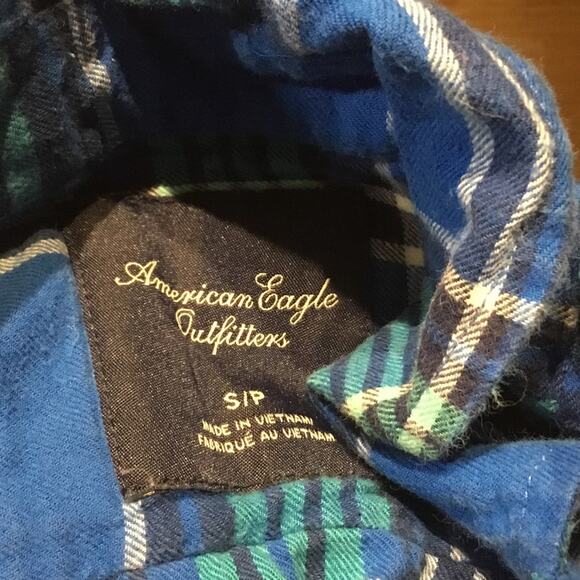 American Eagle
Outfitters
S/P
MADE IN VIETNAM
FABRIQUÉ AU VIETNAM